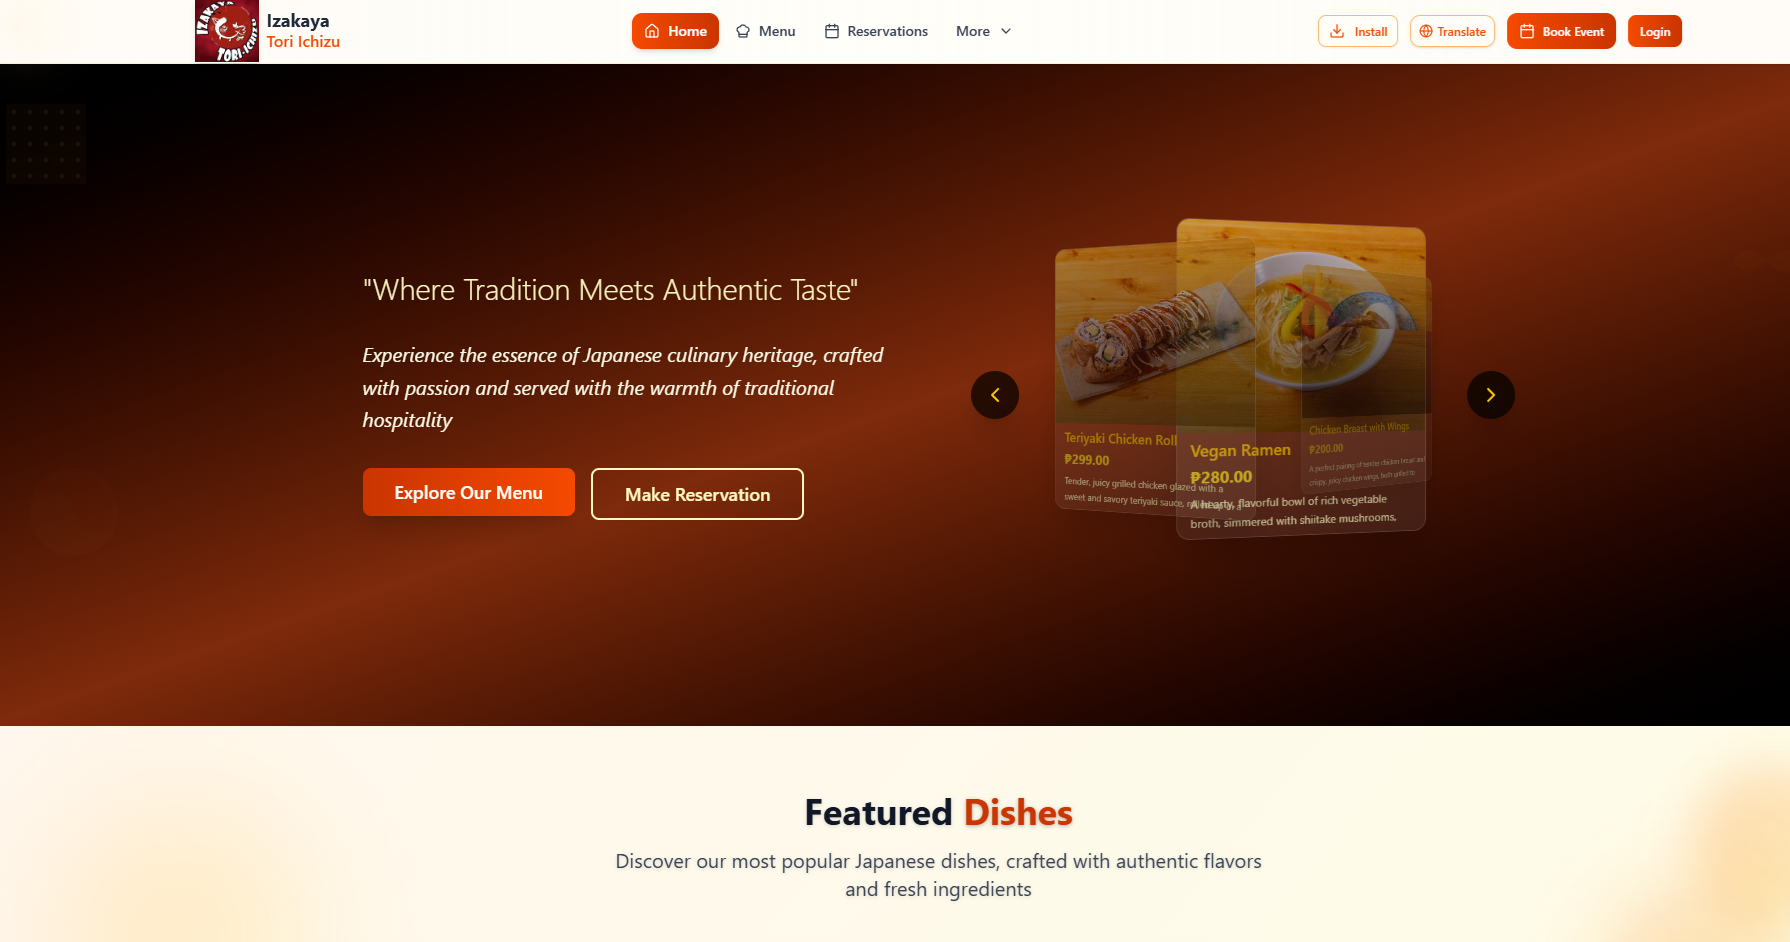 IZAKAYA
TORI-ICHIZU
Izakaya
Tori Ichizu
Home
Menu
Reservations
More
Install
Translate
Book Event
Login
"Where Tradition Meets Authentic Taste"
Experience the essence of Japanese culinary heritage, crafted
with passion and served with the warmth of traditional
hospitality
Explore Our Menu
Make Reservation
Teriyaki Chicken Roll
₱299.00
Tender, juicy grilled chicken glazed with a
sweet and savory teriyaki sauce, rolled up in a
Vegan Ramen
₱280.00
A hearty, flavorful bowl of rich vegetable
broth, simmered with shiitake mushrooms,
Chicken Breast with Wings
₱200.00
A perfect pairing of tender chicken breast and
crispy, juicy chicken wings, both grilled to
Featured Dishes
Discover our most popular Japanese dishes, crafted with authentic flavors
and fresh ingredients